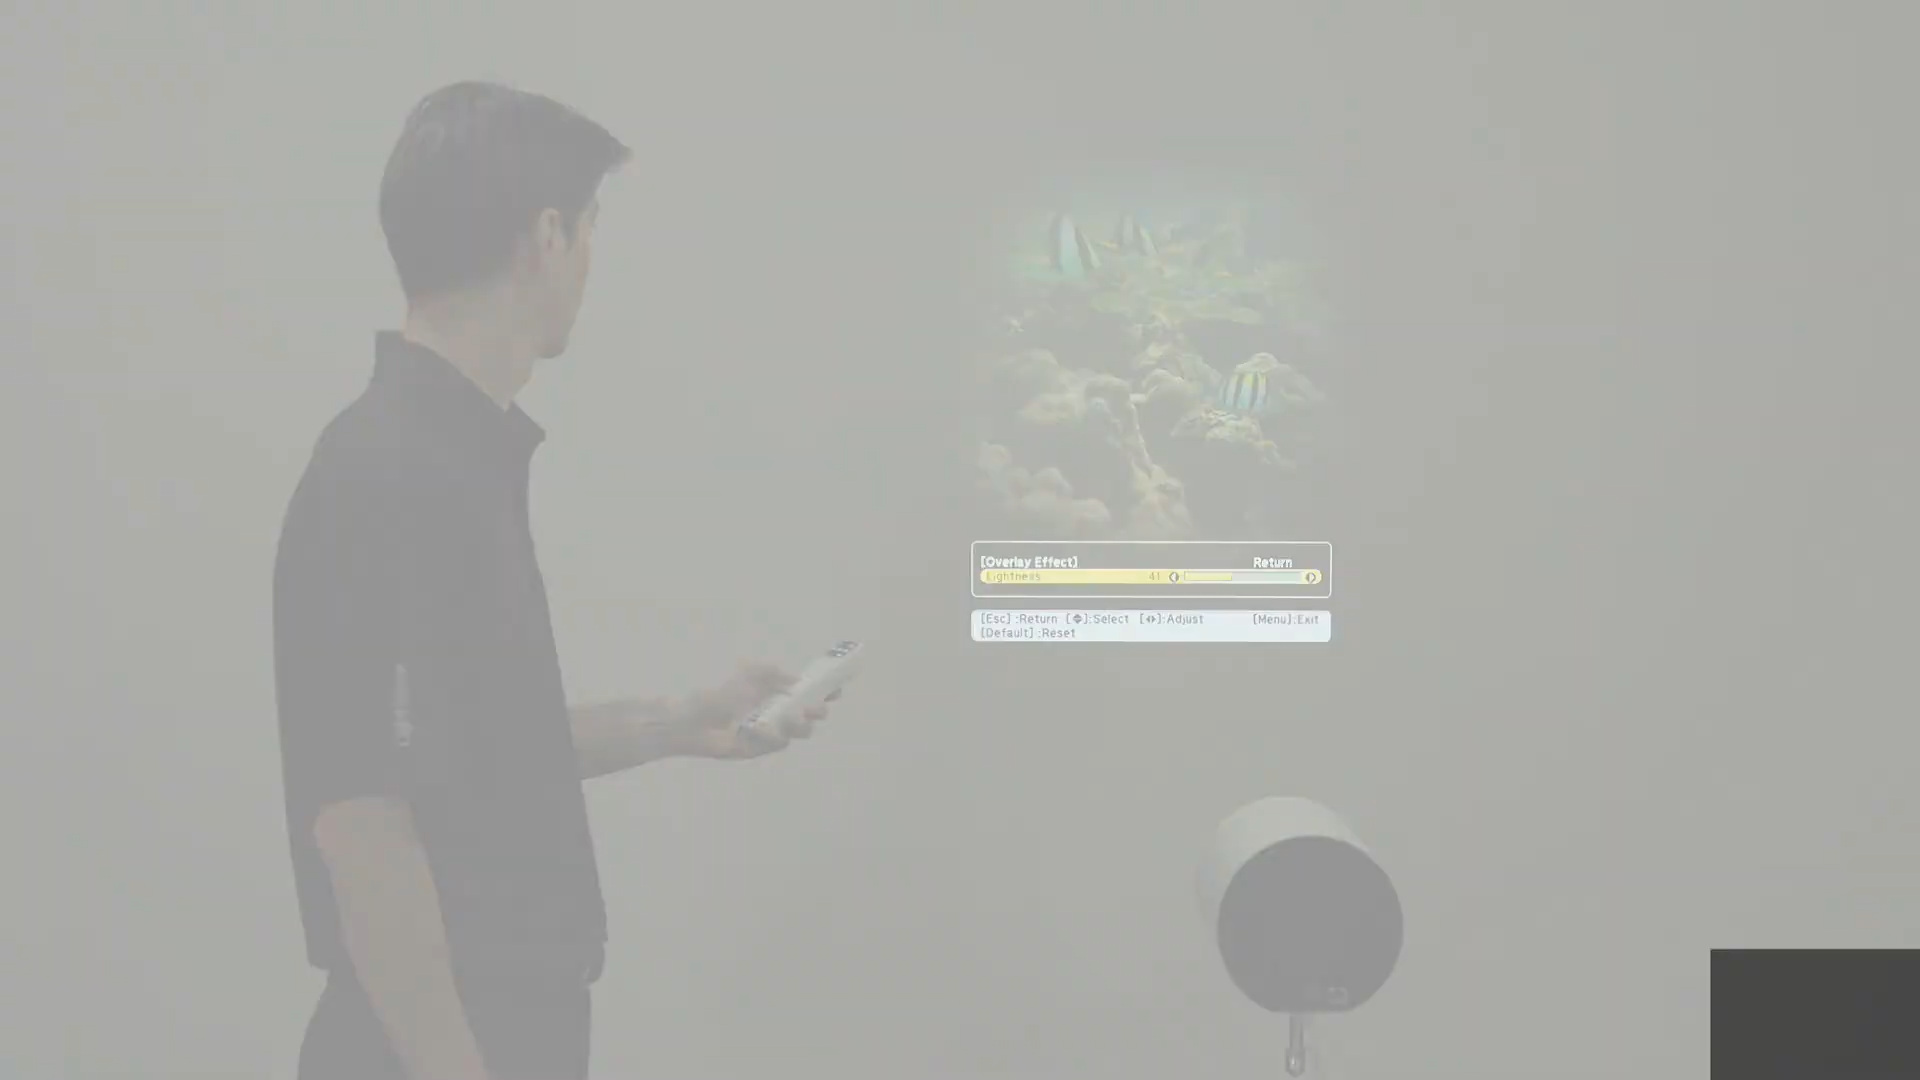 [Overlay Effect] Return
Lightness 41
[Esc] :Return [◆]:Select [◀▶]:Adjust [Menu]:Exit
[Default] :Reset